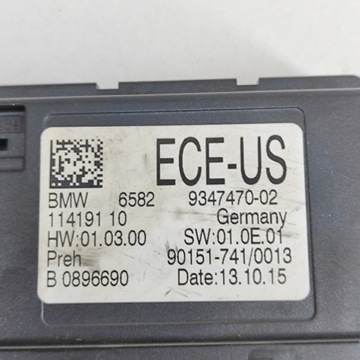 ECE-US
BMW 6582 9347470-02
114191 10 Germany
HW:01.03.00 SW:01.0E.01
Preh 90151-741/0013
B 0896690 Date:13.10.15